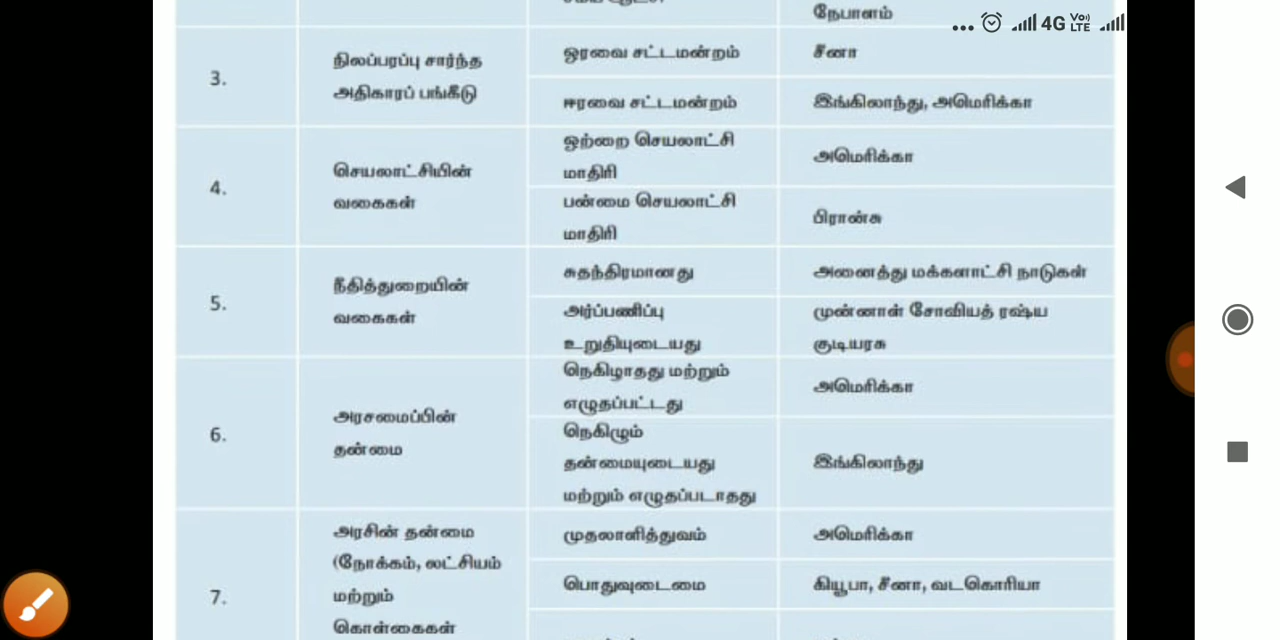 நேபாளம்
4G Vo)) LTE
3.
நிலப்பரப்பு சார்ந்த
அதிகாரப் பங்கீடு
ஓரவை சட்டமன்றம்
சீனா
ஈரவை சட்டமன்றம்
இங்கிலாந்து, அமெரிக்கா
4.
செயலாட்சியின்
வகைகள்
ஒற்றை செயலாட்சி
மாதிரி
அமெரிக்கா
பன்மை செயலாட்சி
மாதிரி
பிரான்சு
5.
நீதித்துறையின்
வகைகள்
சுதந்திரமானது
அனைத்து மக்களாட்சி நாடுகள்
அர்ப்பணிப்பு
உறுதியுடையது
முன்னாள் சோவியத் ரஷ்ய
குடியரசு
6.
அரசமைப்பின்
தன்மை
நெகிழாதது மற்றும்
எழுதப்பட்டது
அமெரிக்கா
நெகிழும்
தன்மையுடையது
மற்றும் எழுதப்படாதது
இங்கிலாந்து
7.
அரசின் தன்மை
(நோக்கம், லட்சியம்
மற்றும்
கொள்கைகள்
முதலாளித்துவம்
அமெரிக்கா
பொதுவுடைமை
கியூபா, சீனா, வடகொரியா